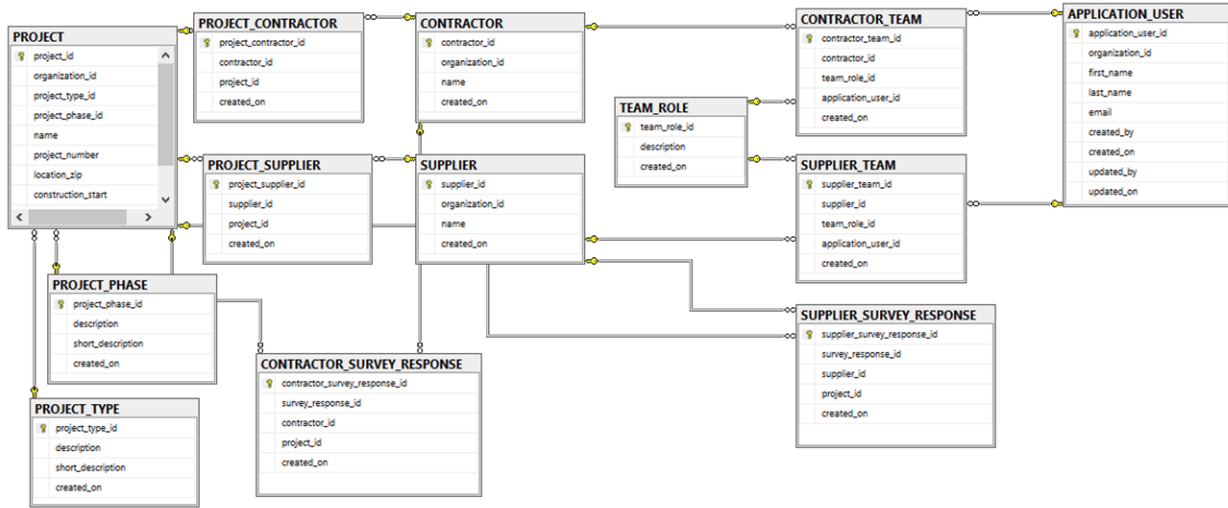 PROJECT
project_id
organization_id
project_type_id
project_phase_id
name
project_number
location_zip
construction_start
PROJECT_CONTRACTOR
project_contractor_id
contractor_id
project_id
created_on
CONTRACTOR
contractor_id
organization_id
name
created_on
CONTRACTOR_TEAM
contractor_team_id
contractor_id
team_role_id
application_user_id
created_on
APPLICATION_USER
application_user_id
organization_id
first_name
last_name
email
created_by
created_on
updated_by
updated_on
TEAM_ROLE
team_role_id
description
created_on
PROJECT_SUPPLIER
project_supplier_id
supplier_id
project_id
created_on
SUPPLIER
supplier_id
organization_id
name
created_on
SUPPLIER_TEAM
supplier_team_id
supplier_id
team_role_id
application_user_id
created_on
PROJECT_PHASE
project_phase_id
description
short_description
created_on
CONTRACTOR_SURVEY_RESPONSE
contractor_survey_response_id
survey_response_id
contractor_id
project_id
created_on
SUPPLIER_SURVEY_RESPONSE
supplier_survey_response_id
survey_response_id
supplier_id
project_id
created_on
PROJECT_TYPE
project_type_id
description
short_description
created_on